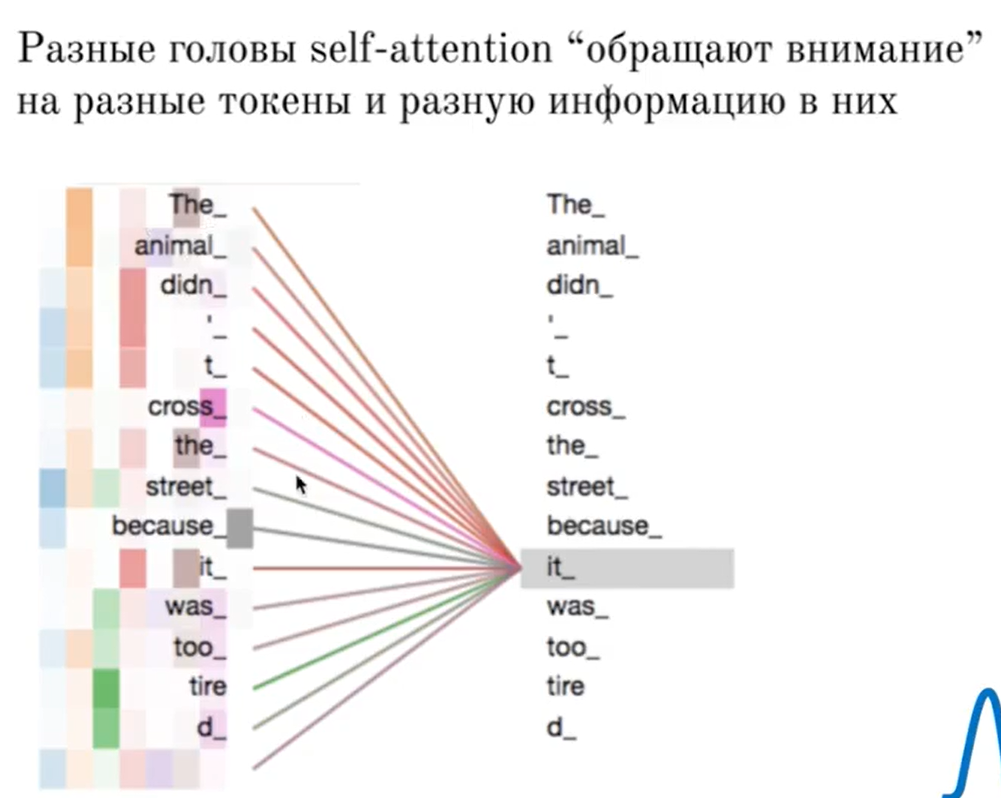 Разные головы self-attention “обращают внимание”
на разные токены и разную информацию в них
The_ The_
animal_ animal_
didn_ didn_
'_ '_
t_ t_
cross_ cross_
the_ the_
street_ street_
because_ because_
it_ it_
was_ was_
too_ too_
tire tire
d_ d_